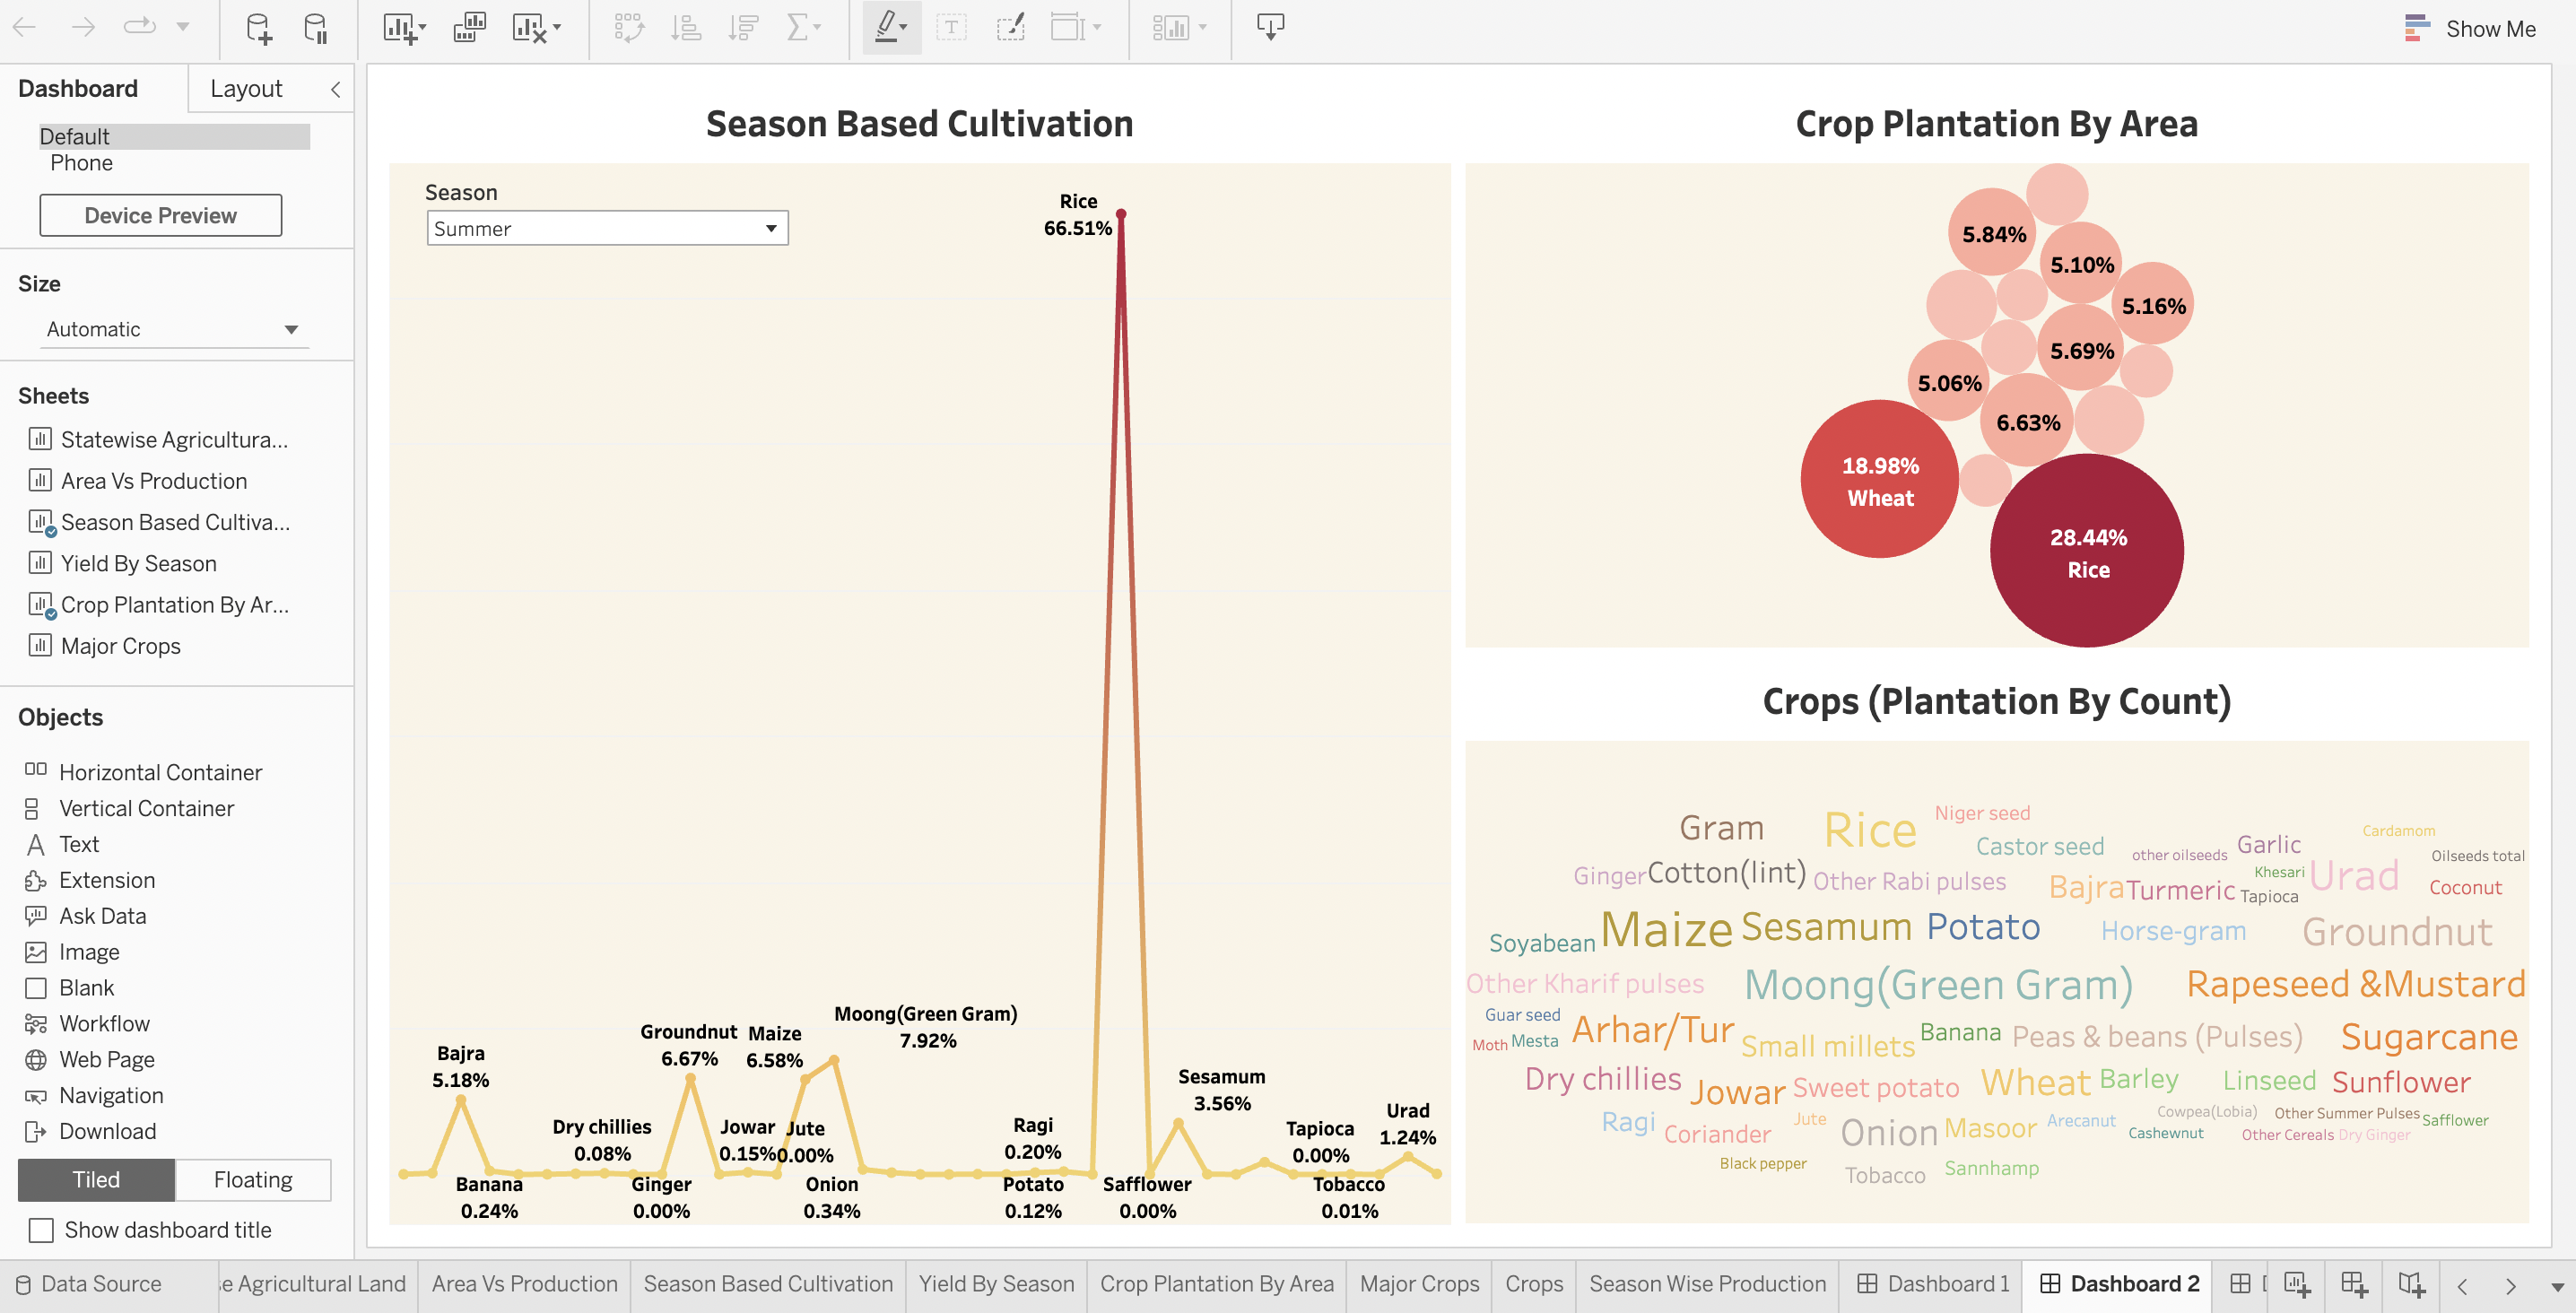 Show Me
Dashboard
Layout
Default
Phone
Device Preview
Size
Automatic
Sheets
Statewise Agricultura...
Area Vs Production
Season Based Cultiva...
Yield By Season
Crop Plantation By Ar...
Major Crops
Objects
Horizontal Container
Vertical Container
Text
Extension
Ask Data
Image
Blank
Workflow
Web Page
Navigation
Download
Tiled
Floating
Show dashboard title
Season Based Cultivation
Season
Summer
Rice
66.51%
Moong(Green Gram)
7.92%
Groundnut
6.67%
Maize
6.58%
Bajra
5.18%
Sesamum
3.56%
Urad
1.24%
Dry chillies
0.08%
Jowar
0.15%
Jute
0.00%
Ragi
0.20%
Tapioca
0.00%
Banana
0.24%
Ginger
0.00%
Onion
0.34%
Potato
0.12%
Safflower
0.00%
Tobacco
0.01%
Crop Plantation By Area
5.84%
5.10%
5.16%
5.69%
5.06%
6.63%
18.98%
Wheat
28.44%
Rice
Crops (Plantation By Count)
Gram
Rice
Niger seed
Castor seed
other oilseeds
Garlic
Cardamom
Oilseeds total
Ginger
Cotton(lint)
Other Rabi pulses
Bajra
Turmeric
Khesari
Tapioca
Urad
Coconut
Soyabean
Maize
Sesamum
Potato
Horse-gram
Groundnut
Other Kharif pulses
Moong(Green Gram)
Rapeseed &Mustard
Guar seed
Moth
Mesta
Arhar/Tur
Small millets
Banana
Peas & beans (Pulses)
Sugarcane
Dry chillies
Jowar
Sweet potato
Wheat
Barley
Linseed
Sunflower
Ragi
Coriander
Jute
Onion
Masoor
Arecanut
Cowpea(Lobia)
Cashewnut
Other Summer Pulses
Safflower
Other Cereals
Dry Ginger
Black pepper
Tobacco
Sannhamp
Data Source
e Agricultural Land
Area Vs Production
Season Based Cultivation
Yield By Season
Crop Plantation By Area
Major Crops
Crops
Season Wise Production
Dashboard 1
Dashboard 2